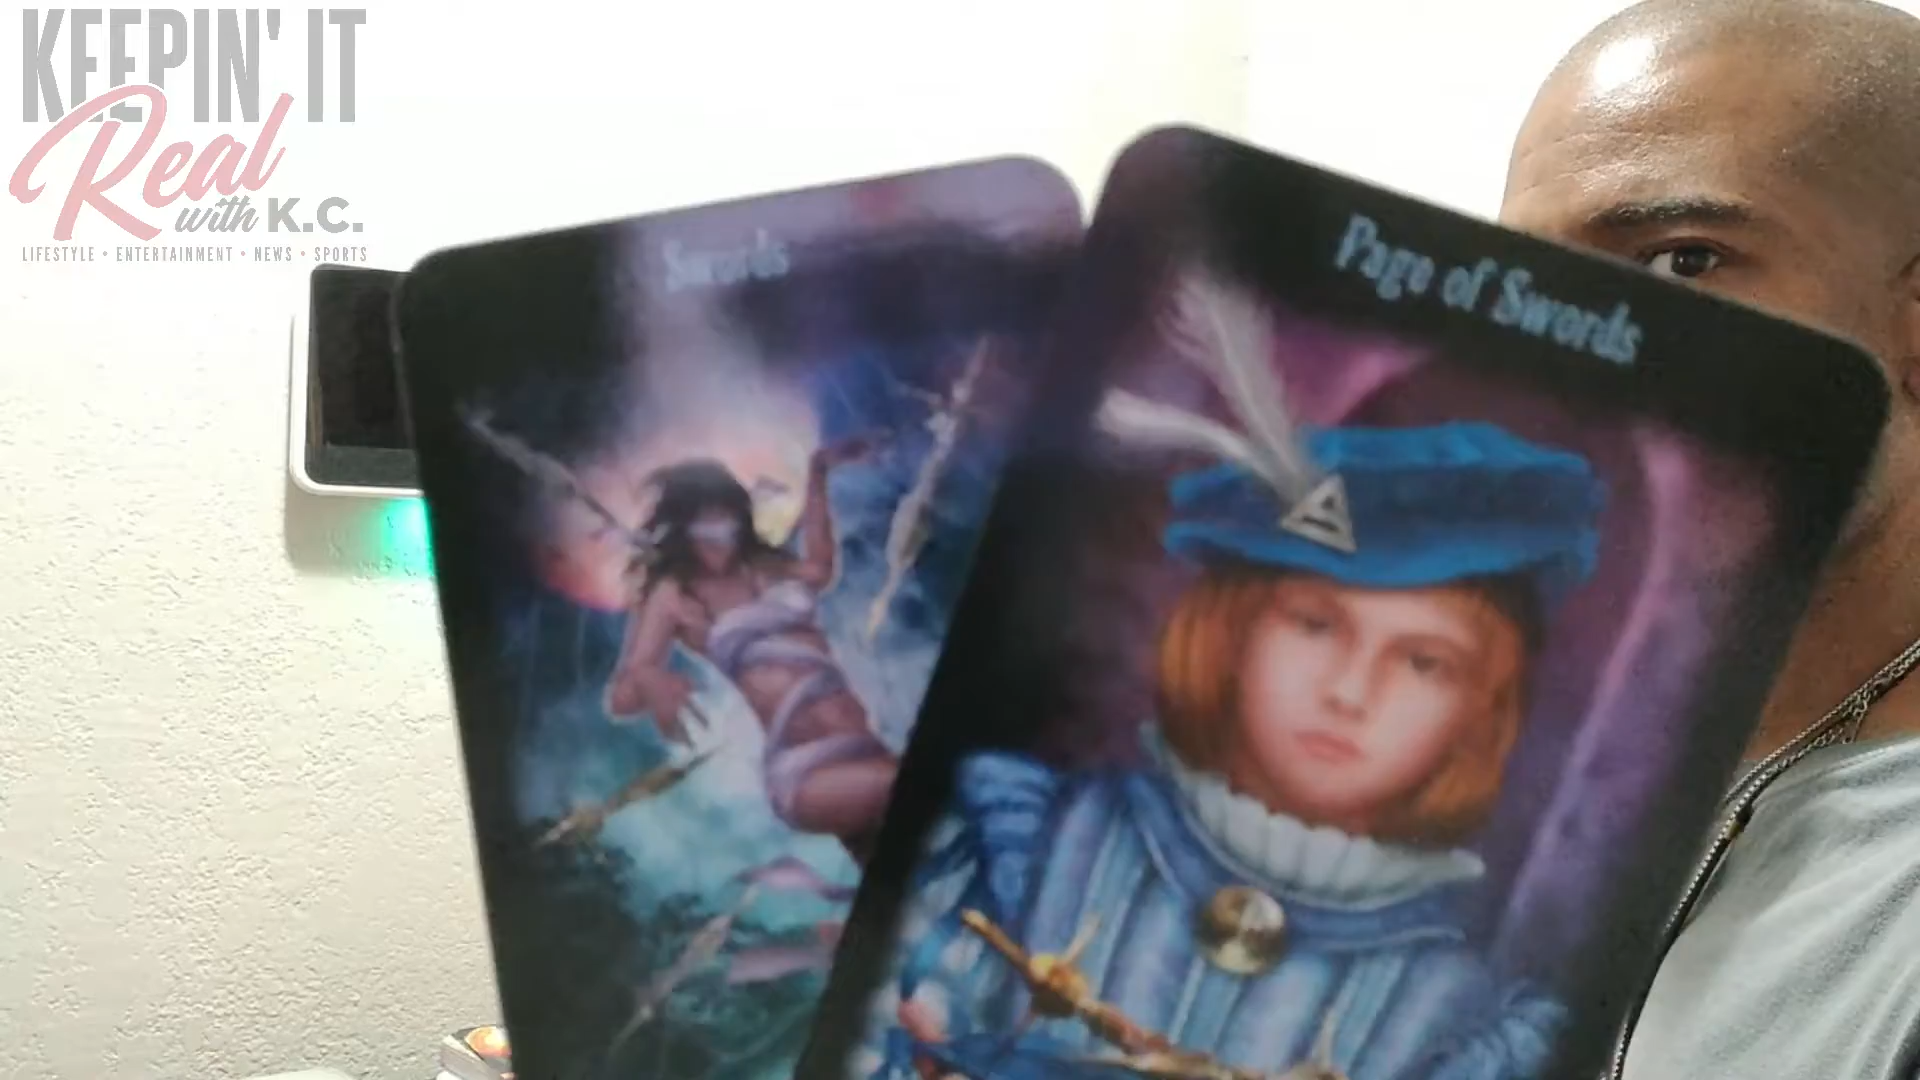 KEEPIN' IT
Real
with K.C.
LIFESTYLE • ENTERTAINMENT • NEWS • SPORTS
Swords
Page of Swords